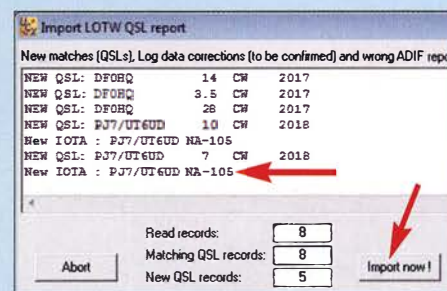 Import LOTW QSL report
New matches (QSLs), Log data corrections (to be confirmed) and wrong ADIF repo
NEW QSL: DF0HQ 14 CW 2017
NEW QSL: DF0HQ 3.5 CW 2017
NEW QSL: DF0HQ 28 CW 2017
NEW QSL: PJ7/UT6UD 10 CW 2018
New IOTA : PJ7/UT6UD NA-105
NEW QSL: PJ7/UT6UD 7 CW 2018
New IOTA : PJ7/UT6UD NA-105
Read records: 8
Matching QSL records: 8
New QSL records: 5
Abort
Import now !